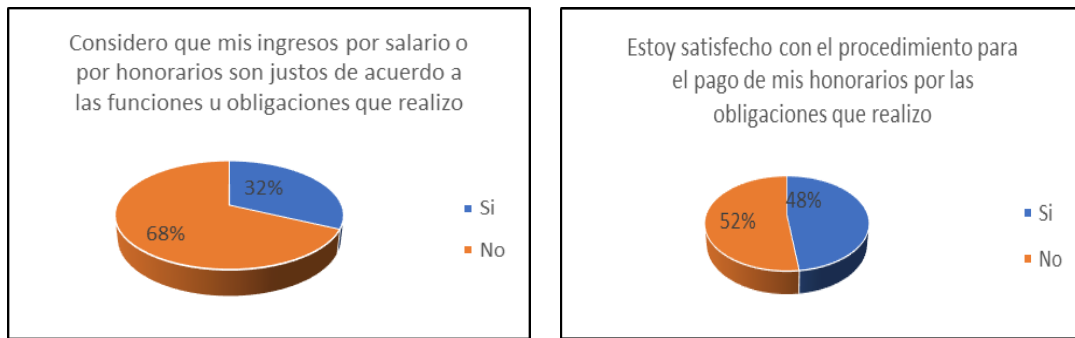 Considero que mis ingresos por salario o
por honorarios son justos de acuerdo a
las funciones u obligaciones que realizo
32%
68%
Si
No
Estoy satisfecho con el procedimiento para
el pago de mis honorarios por las
obligaciones que realizo
48%
52%
Si
No